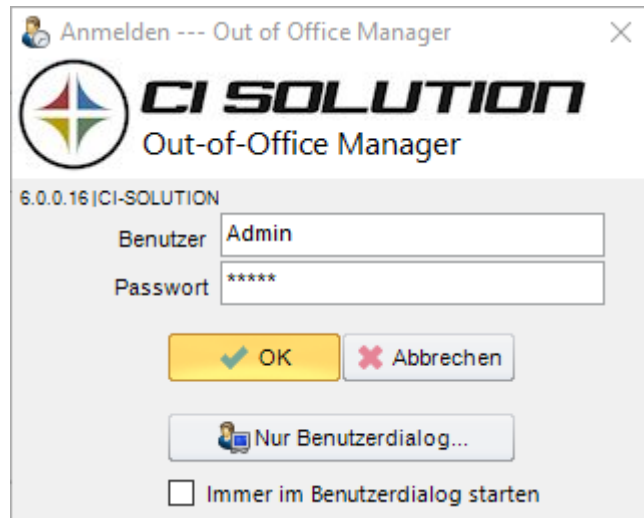 Anmelden --- Out of Office Manager
CI SOLUTION
Out-of-Office Manager
6.0.0.16|CI-SOLUTION
Benutzer Admin
Passwort *****
OK Abbrechen
Nur Benutzerdialog...
Immer im Benutzerdialog starten